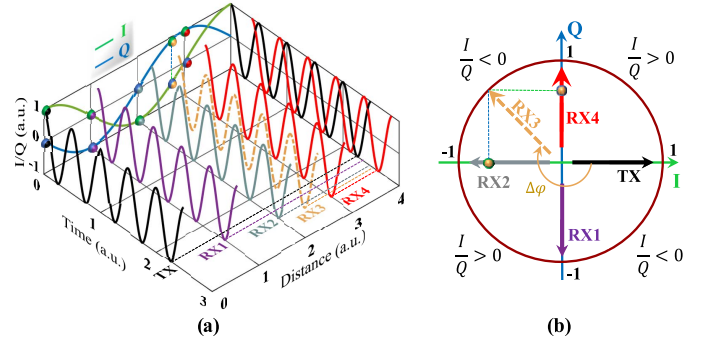 I
Q
I/Q (a.u.)
1
0
-1
0
1
2
3
Time (a.u.)
TX
RX1
RX2
RX3
RX4
0
1
2
3
4
Distance (a.u.)
(a)
Q
I/Q < 0
1
I/Q > 0
RX3
RX4
-1
1
RX2
TX
I
Δφ
RX1
I/Q > 0
-1
I/Q < 0
(b)